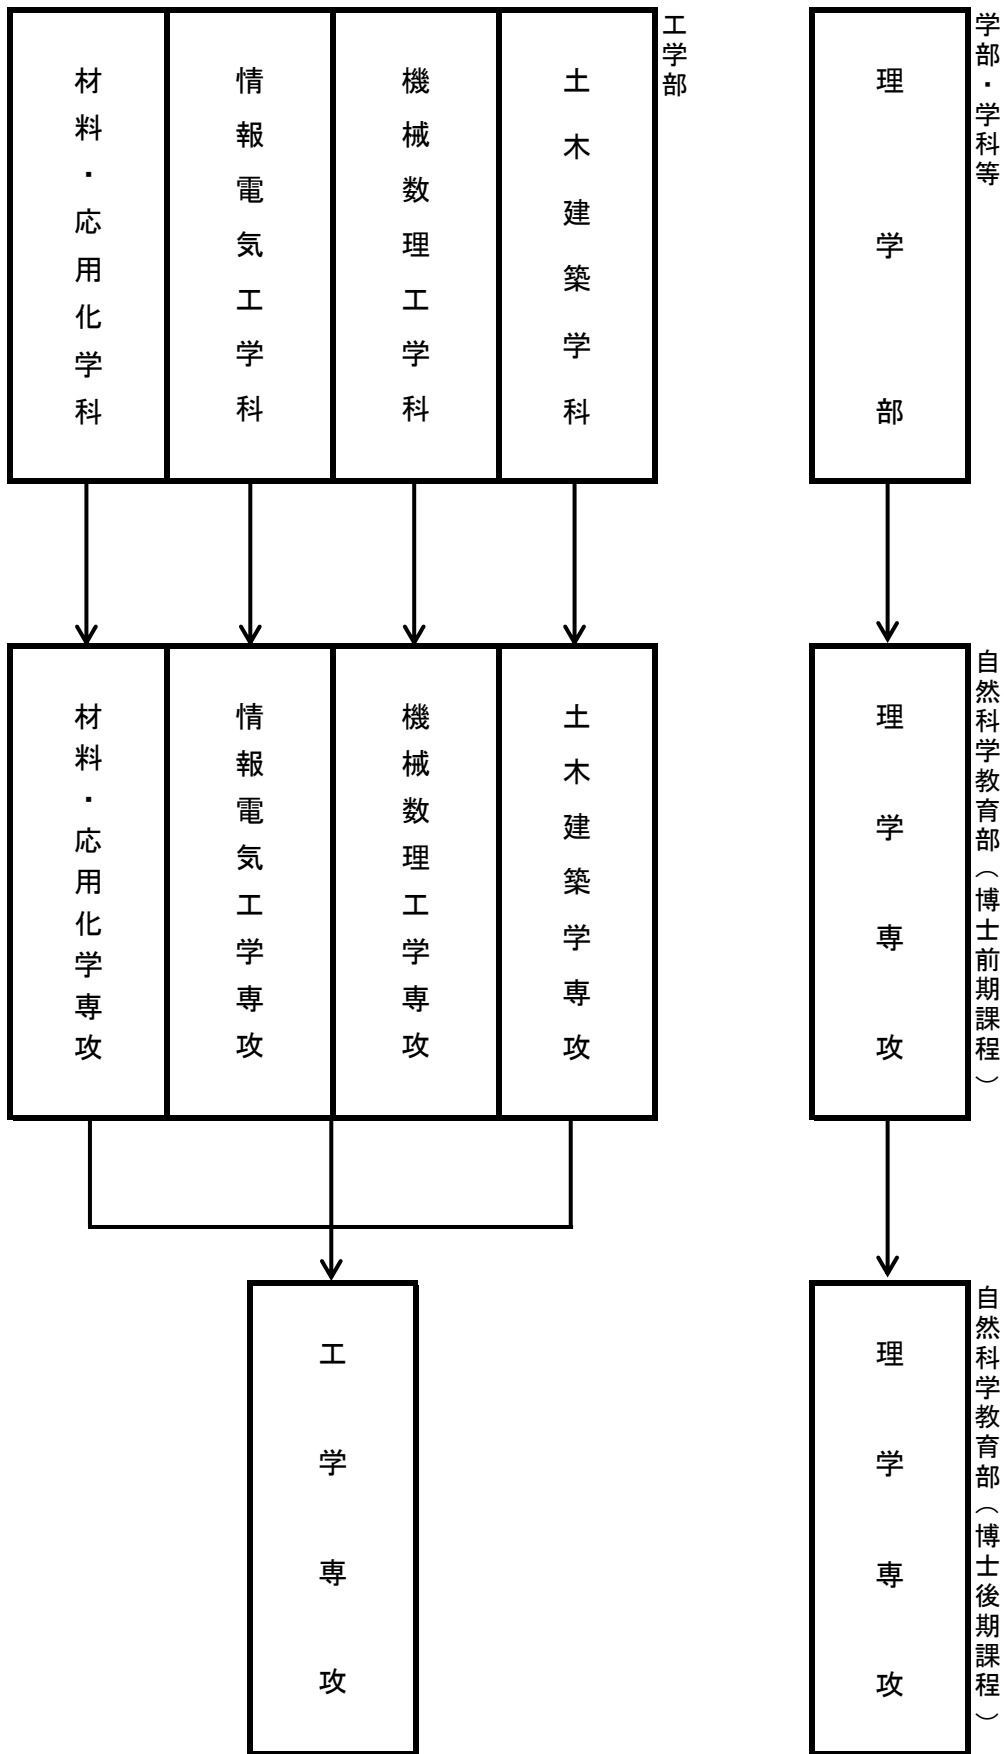 学部・学科等
理学部
工学部
土木建築学科
機械数理工学科
情報電気工学科
材料・応用化学科
自然科学教育部（博士前期課程）
理学専攻
土木建築学専攻
機械数理工学専攻
情報電気工学専攻
材料・応用化学専攻
自然科学教育部（博士後期課程）
理学専攻
工学専攻